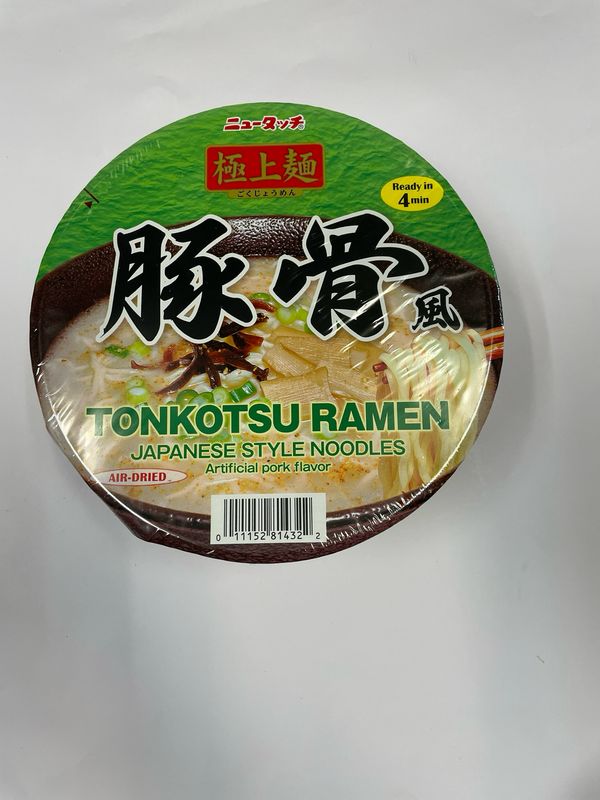 ニュータッチ®
極上麺
ごくじょうめん
Ready in
4 min
豚骨風
TONKOTSU RAMEN
JAPANESE STYLE NOODLES
Artificial pork flavor
AIR-DRIED
0 11152 81432 2